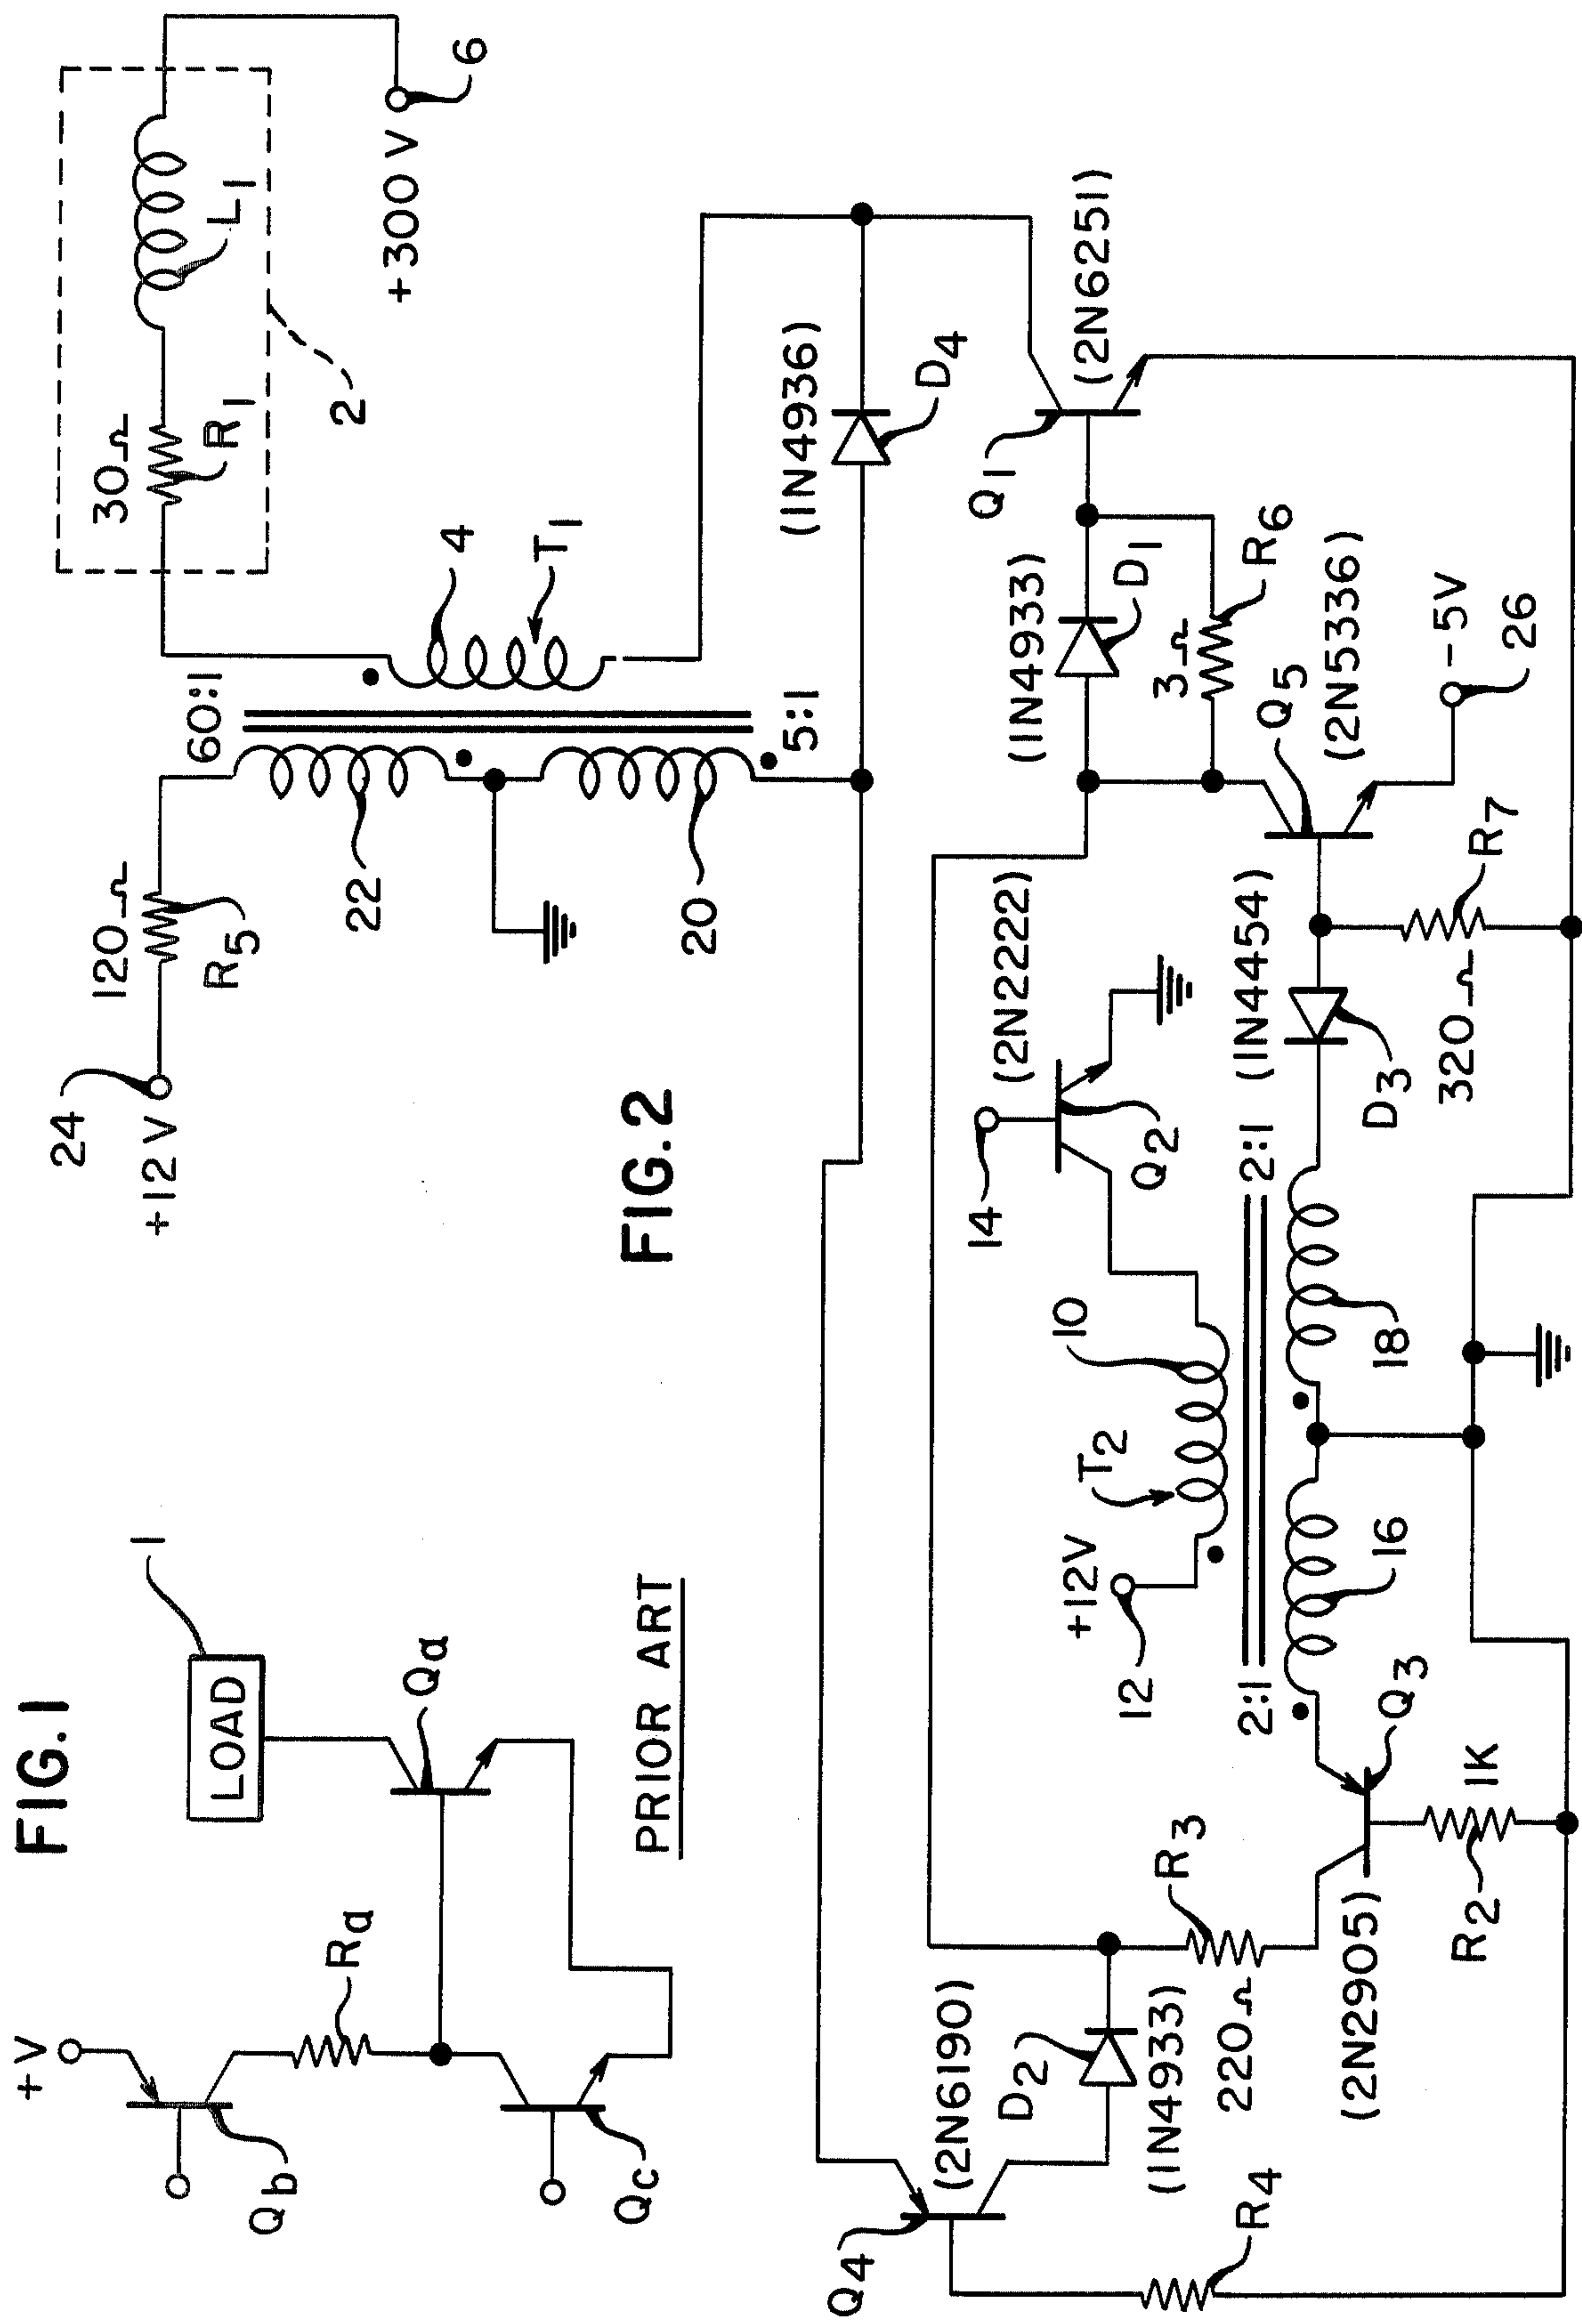 FIG.1
+V
Qb
Ra
Qc
Qa
LOAD
1
PRIOR ART
FIG.2
24
+12 V
120Ω
R5
22
20
60:1
5:1
4
T1
30Ω
R1
L1
2
+300 V
6
(1N4936)
D4
Q1
(2N6251)
(1N4933)
D1
3Ω
R6
Q5
(2N5336)
-5V
26
R7
320Ω
(1N4454)
D3
(2N2222)
14
Q2
10
T2
+12V
12
2:1
2:1
18
16
Q3
(2N2905)
1K
R2
R3
220Ω
D2
(1N4933)
(2N6190)
Q4
R4